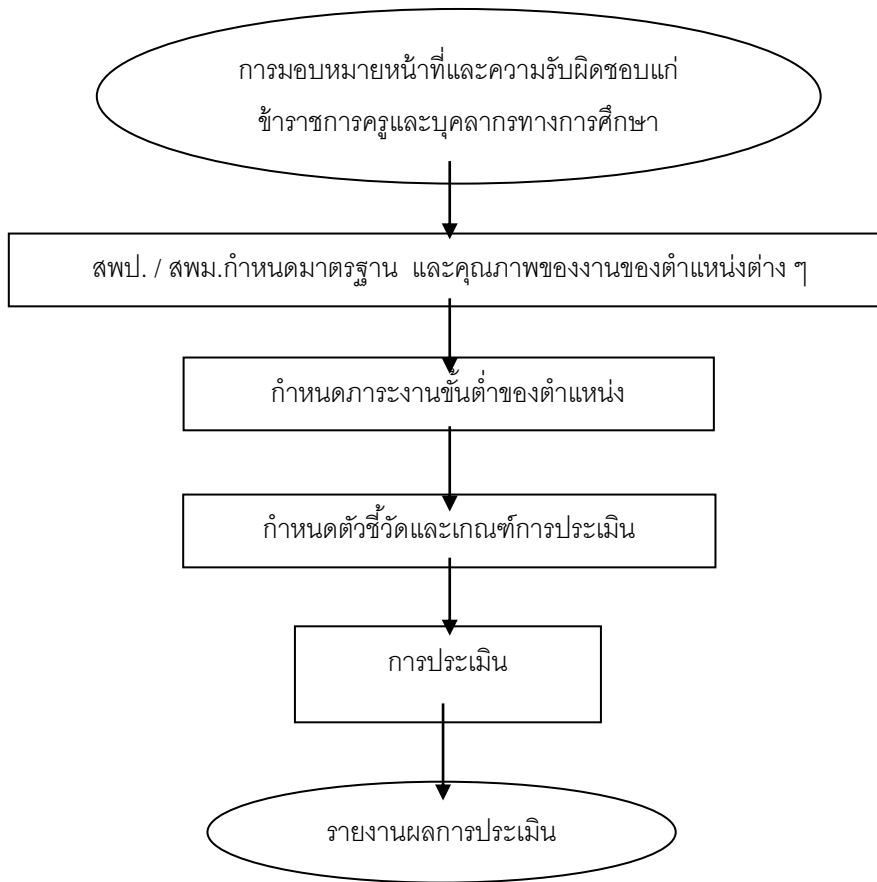 การมอบหมายหน้าที่และความรับผิดชอบแก่
ข้าราชการครูและบุคลากรทางการศึกษา
สพป. / สพม.กำหนดมาตรฐาน และคุณภาพของงานของตำแหน่งต่าง ๆ
กำหนดภาระงานขั้นต่ำของตำแหน่ง
กำหนดตัวชี้วัดและเกณฑ์การประเมิน
การประเมิน
รายงานผลการประเมิน